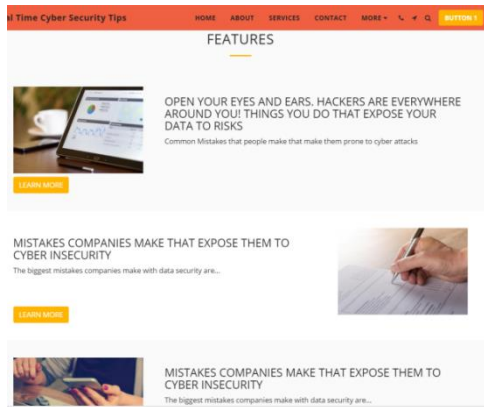 al Time Cyber Security Tips
HOME ABOUT SERVICES CONTACT MORE BUTTON 1
FEATURES
OPEN YOUR EYES AND EARS. HACKERS ARE EVERYWHERE
AROUND YOU! THINGS YOU DO THAT EXPOSE YOUR
DATA TO RISKS
Common Mistakes that people make that make them prone to cyber attacks
LEARN MORE
MISTAKES COMPANIES MAKE THAT EXPOSE THEM TO
CYBER INSECURITY
The biggest mistakes companies make with data security are...
LEARN MORE
MISTAKES COMPANIES MAKE THAT EXPOSE THEM TO
CYBER INSECURITY
The biggest mistakes companies make with data security are...